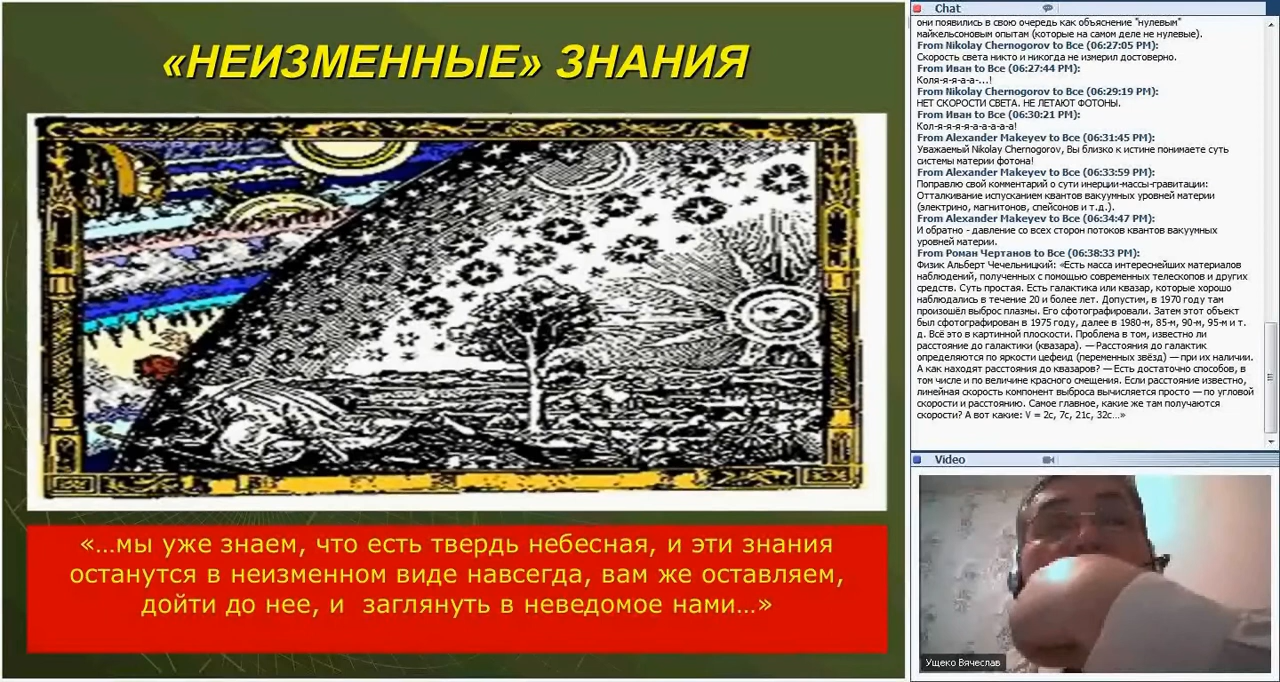 «НЕИЗМЕННЫЕ» ЗНАНИЯ
«…мы уже знаем, что есть твердь небесная, и эти знания
останутся в неизменном виде навсегда, вам же оставляем,
дойти до нее, и заглянуть в неведомое нами…»
Chat
они появились в свою очередь как объяснение "нулевым"
майкельсоновым опытам (которые на самом деле не нулевые).
From Nikolay Chernogorov to Все (06:27:05 PM):
Скорость света никто и никогда не измерил достоверно.
From Иван to Все (06:27:44 PM):
Коля-я-я-а-а-...!
From Nikolay Chernogorov to Все (06:29:19 PM):
НЕТ СКОРОСТИ СВЕТА. НЕ ЛЕТАЮТ ФОТОНЫ.
From Иван to Все (06:30:21 PM):
Кол-я-я-я-я-а-а-а-а-а!
From Alexander Makeyev to Все (06:31:45 PM):
Уважаемый Nikolay Chernogorov, Вы близко к истине понимаете суть
системы материи фотона!
From Alexander Makeyev to Все (06:33:59 PM):
Поправлю свой комментарий о сути инерции-массы-гравитации:
Отталкивание испусканием квантов вакуумных уровней материи
(электрино, магнитонов, спейсонов и т.д.).
From Alexander Makeyev to Все (06:34:47 PM):
И обратно - давление со всех сторон потоков квантов вакуумных
уровней материи.
From Роман Чертанов to Все (06:38:33 PM):
Физик Альберт Чечельницкий: «Есть масса интереснейших материалов
наблюдений, полученных с помощью современных телескопов и других
средств. Суть простая. Есть галактика или квазар, которые хорошо
наблюдались в течение 20 и более лет. Допустим, в 1970 году там
произошёл выброс плазмы. Его сфотографировали. Затем этот объект
был сфотографирован в 1975 году, далее в 1980-м, 85-м, 90-м, 95-м и т.
д. Всё это в картинной плоскости. Проблема в том, известно ли
расстояние до галактики (квазара). — Расстояния до галактик
определяются по яркости цефеид (переменных звёзд) — при их наличии.
А как находят расстояния до квазаров? — Есть достаточно способов, в
том числе и по величине красного смещения. Если расстояние известно,
линейная скорость компонент выброса вычисляется просто — по угловой
скорости и расстоянию. Самое главное, какие же там получаются
скорости? А вот какие: V = 2c, 7c, 21c, 32c…»
Video
Ущеко Вячеслав